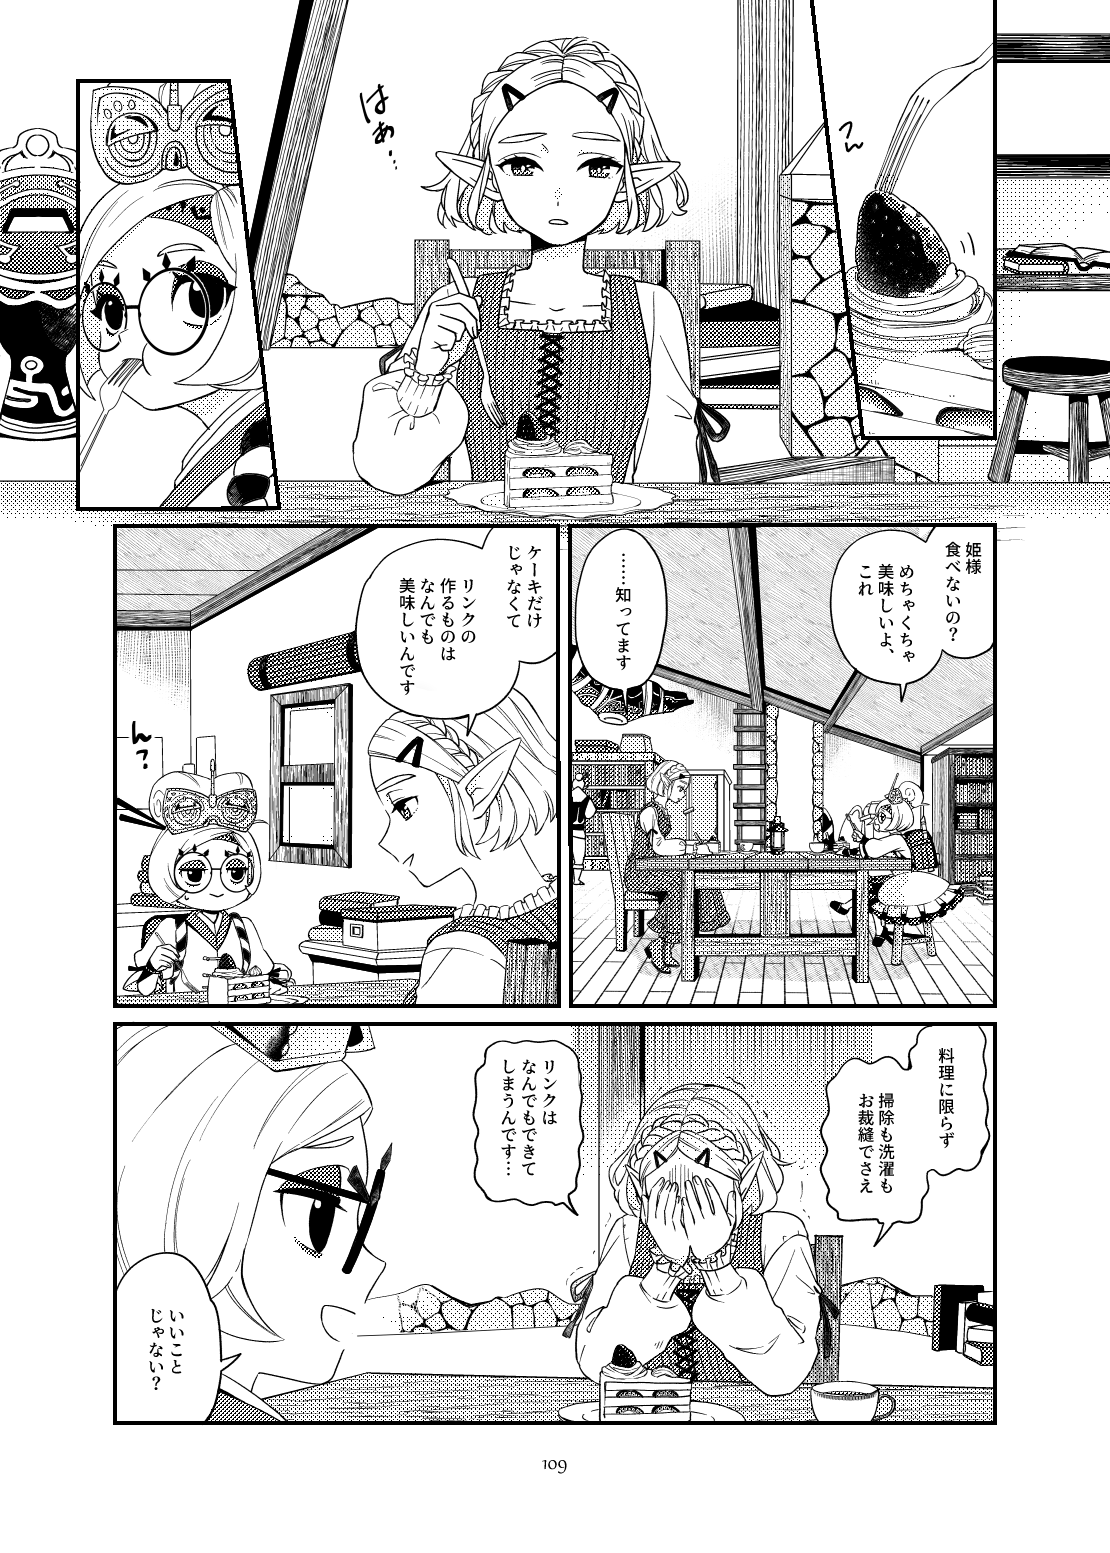 つん
はぁ…
姫様
食べないの？
めちゃくちゃ
美味しいよ、
これ
……知ってます
ケーキだけ
じゃなくて
リンクの
作るものは
なんでも
美味しいんです
ん？
料理に限らず
掃除も洗濯も
お裁縫でさえ
リンクは
なんでもできて
しまうんです…
いいこと
じゃない？
109